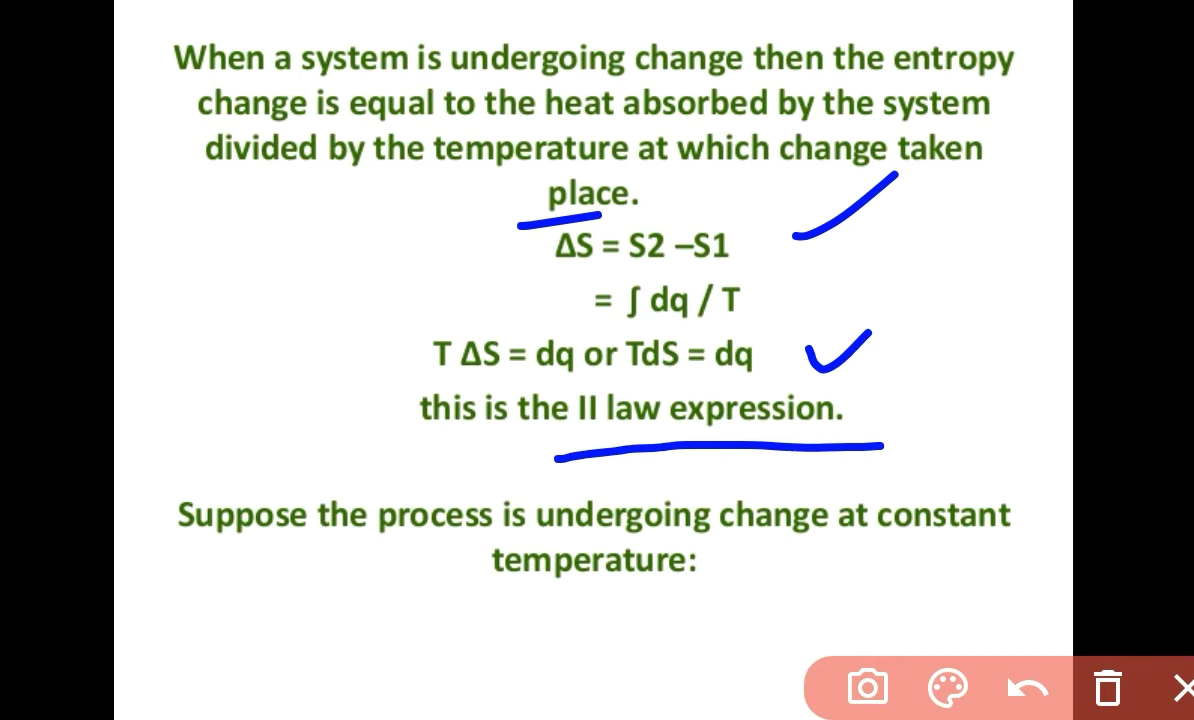 When a system is undergoing change then the entropy
change is equal to the heat absorbed by the system
divided by the temperature at which change taken
place.
ΔS = S2 –S1
= ∫ dq / T
T ΔS = dq or TdS = dq
this is the II law expression.
Suppose the process is undergoing change at constant
temperature: